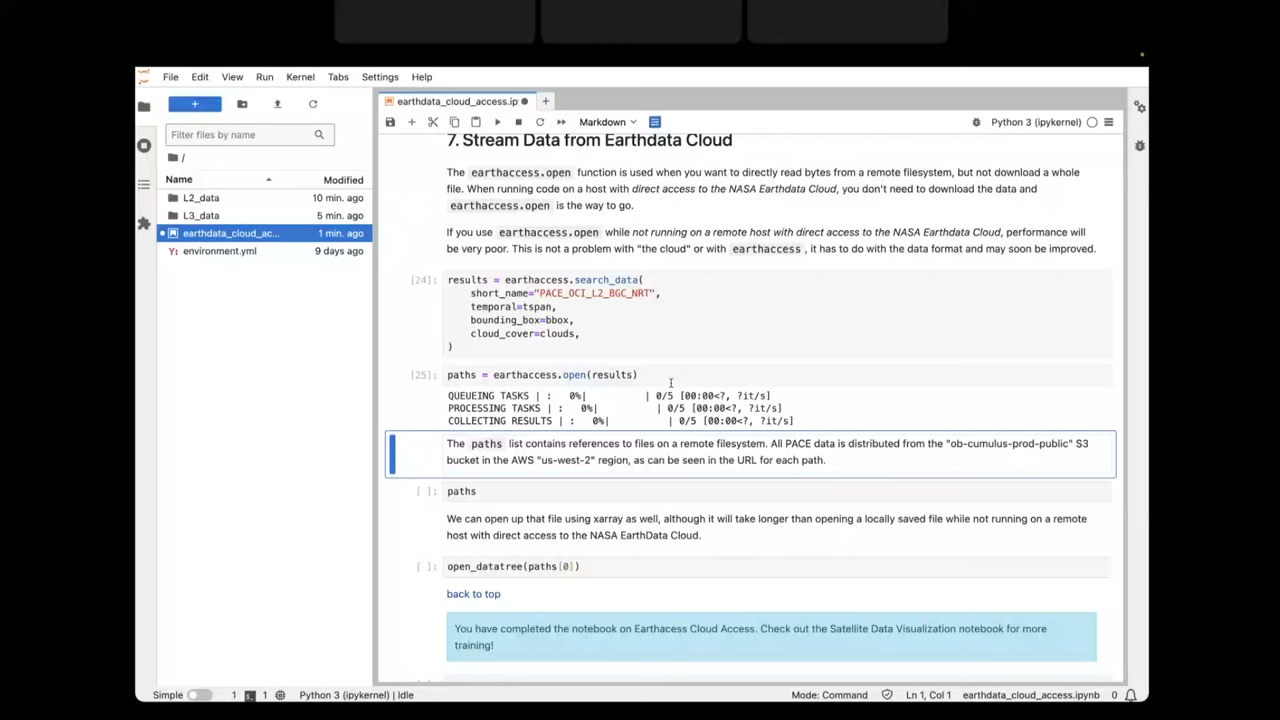 File Edit View Run Kernel Tabs Settings Help
earthdata_cloud_access.ip
Markdown
Python 3 (ipykernel)
Filter files by name
/
Name Modified
L2_data 10 min. ago
L3_data 5 min. ago
earthdata_cloud_ac... 1 min. ago
environment.yml 9 days ago
7. Stream Data from Earthdata Cloud
The earthaccess.open function is used when you want to directly read bytes from a remote filesystem, but not download a whole
file. When running code on a host with direct access to the NASA Earthdata Cloud, you don't need to download the data and
earthaccess.open is the way to go.
If you use earthaccess.open while not running on a remote host with direct access to the NASA Earthdata Cloud, performance will
be very poor. This is not a problem with "the cloud" or with earthaccess, it has to do with the data format and may soon be improved.
[24]: results = earthaccess.search_data(
short_name="PACE_OCI_L2_BGC_NRT",
temporal=tspan,
bounding_box=bbox,
cloud_cover=clouds,
)
[25]: paths = earthaccess.open(results)
QUEUEING TASKS | : 0%| | 0/5 [00:00<?, ?it/s]
PROCESSING TASKS | : 0%| | 0/5 [00:00<?, ?it/s]
COLLECTING RESULTS | : 0%| | 0/5 [00:00<?, ?it/s]
The paths list contains references to files on a remote filesystem. All PACE data is distributed from the "ob-cumulus-prod-public" S3
bucket in the AWS "us-west-2" region, as can be seen in the URL for each path.
[ ]: paths
We can open up that file using xarray as well, although it will take longer than opening a locally saved file while not running on a remote
host with direct access to the NASA EarthData Cloud.
[ ]: open_datatree(paths[0])
back to top
You have completed the notebook on Earthacess Cloud Access. Check out the Satellite Data Visualization notebook for more
training!
Simple 1 1 Python 3 (ipykernel) | Idle Mode: Command Ln 1, Col 1 earthdata_cloud_access.ipynb 0